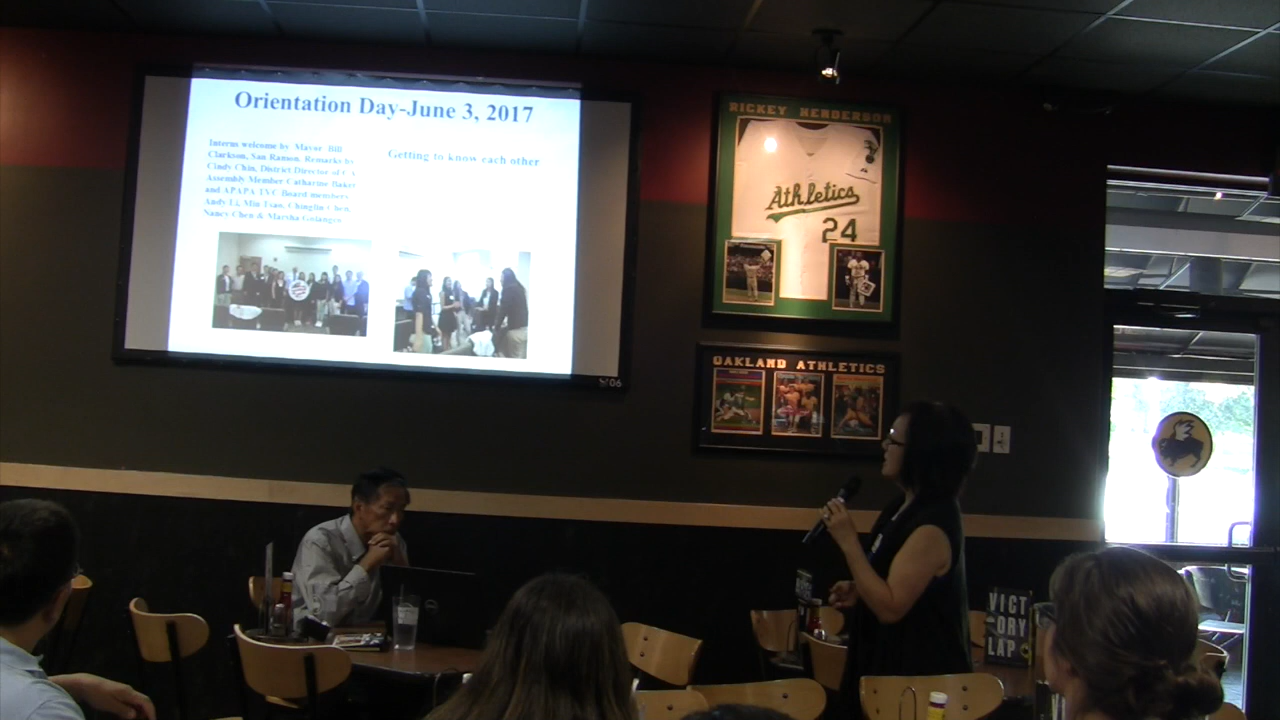 Orientation Day-June 3, 2017
Interns welcome by Mayor Bill
Clarkson, San Ramon. Remarks by
Cindy Chin, District Director of CA
Assembly Member Catharine Baker
and APAPA TVC Board members
Andy Li, Min Tsao, Chinglin Chen,
Nancy Chen & Marsha
Getting to know each other
RICKEY HENDERSON
Athletics
24
OAKLAND ATHLETICS
06
VICT
ORY
LAP